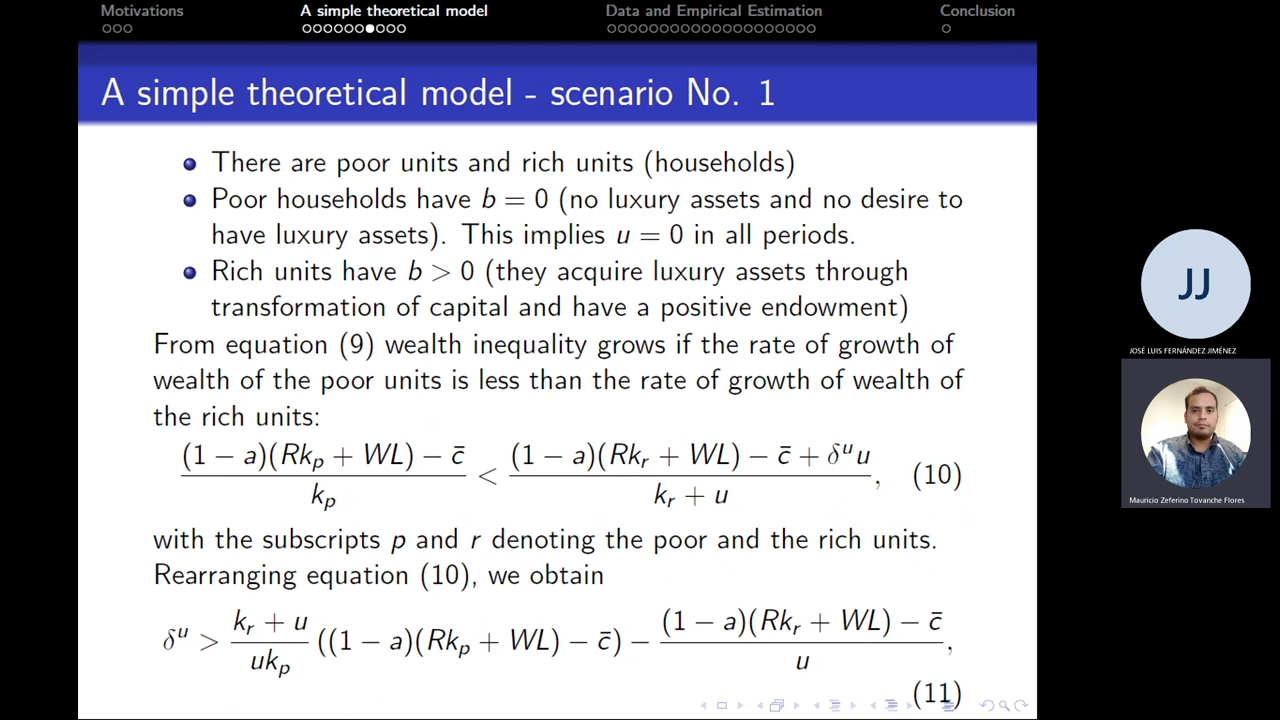 Motivations
A simple theoretical model
Data and Empirical Estimation
Conclusion
A simple theoretical model - scenario No. 1
There are poor units and rich units (households)
Poor households have b = 0 (no luxury assets and no desire to
have luxury assets). This implies u = 0 in all periods.
Rich units have b > 0 (they acquire luxury assets through
transformation of capital and have a positive endowment)
From equation (9) wealth inequality grows if the rate of growth of
wealth of the poor units is less than the rate of growth of wealth of
the rich units:
\frac{(1 − a)(Rk_p + WL) − c̄}{k_p} < \frac{(1 − a)(Rk_r + WL) − c̄ + δ^u u}{k_r + u}, (10)
with the subscripts p and r denoting the poor and the rich units.
Rearranging equation (10), we obtain
δ^u > \frac{k_r + u}{uk_p} ((1 − a)(Rk_p + WL) − c̄) − \frac{(1 − a)(Rk_r + WL) − c̄}{u},
(11)
JJ
JOSÉ LUIS FERNÁNDEZ JIMÉNEZ
Mauricio Zeferino Tovanche Flores